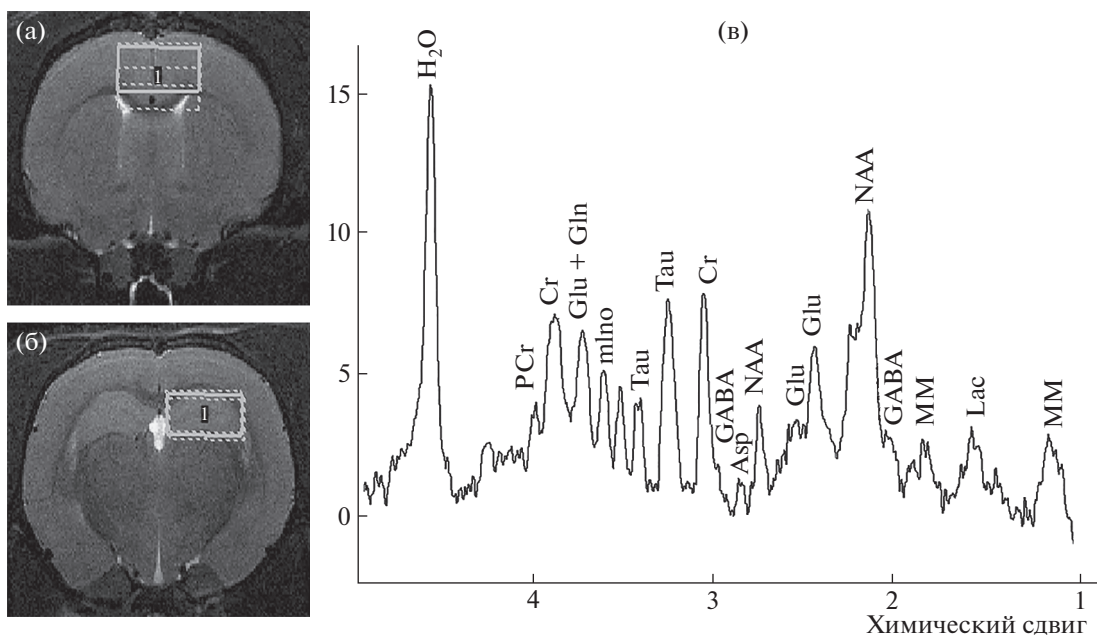 (а)
1
(б)
1
(в)
H₂O
PCr
Cr
Glu + Gln
mIno
Tau
Tau
Cr
GABA
Asp
NAA
Glu
Glu
NAA
GABA
MM
Lac
MM
15
10
5
0
4
3
2
1
Химический сдвиг